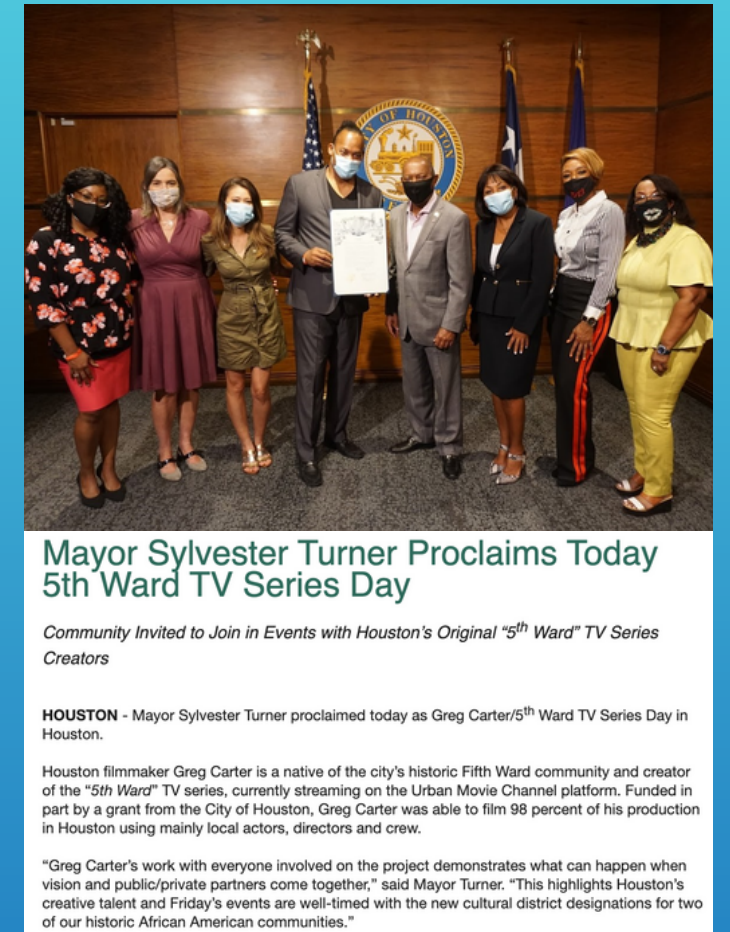 CITY OF HOUSTON
Mayor Sylvester Turner Proclaims Today
5th Ward TV Series Day
Community Invited to Join in Events with Houston's Original “5th Ward” TV Series
Creators
HOUSTON - Mayor Sylvester Turner proclaimed today as Greg Carter/5th Ward TV Series Day in
Houston.
Houston filmmaker Greg Carter is a native of the city's historic Fifth Ward community and creator
of the “5th Ward” TV series, currently streaming on the Urban Movie Channel platform. Funded in
part by a grant from the City of Houston, Greg Carter was able to film 98 percent of his production
in Houston using mainly local actors, directors and crew.
“Greg Carter's work with everyone involved on the project demonstrates what can happen when
vision and public/private partners come together,” said Mayor Turner. “This highlights Houston's
creative talent and Friday's events are well-timed with the new cultural district designations for two
of our historic African American communities.”